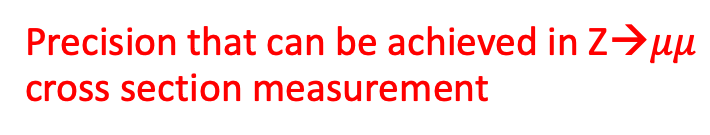 Precision that can be achieved in Z→𝜇𝜇
cross section measurement